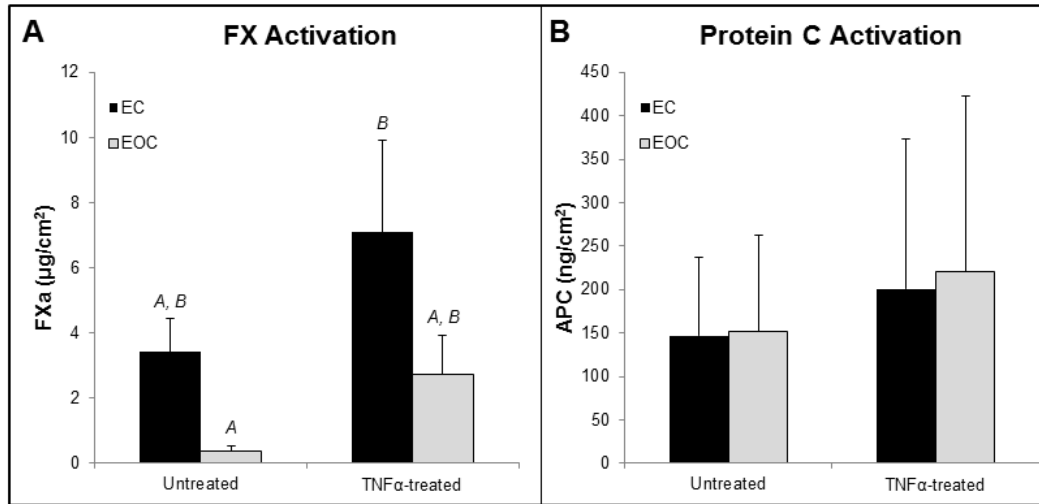 A
FX Activation
12
10
8
6
4
2
0
FXa (µg/cm²)
EC
EOC
A, B
A
B
A, B
Untreated
TNFα-treated
B
Protein C Activation
450
400
350
300
250
200
150
100
50
0
APC (ng/cm²)
EC
EOC
Untreated
TNFα-treated